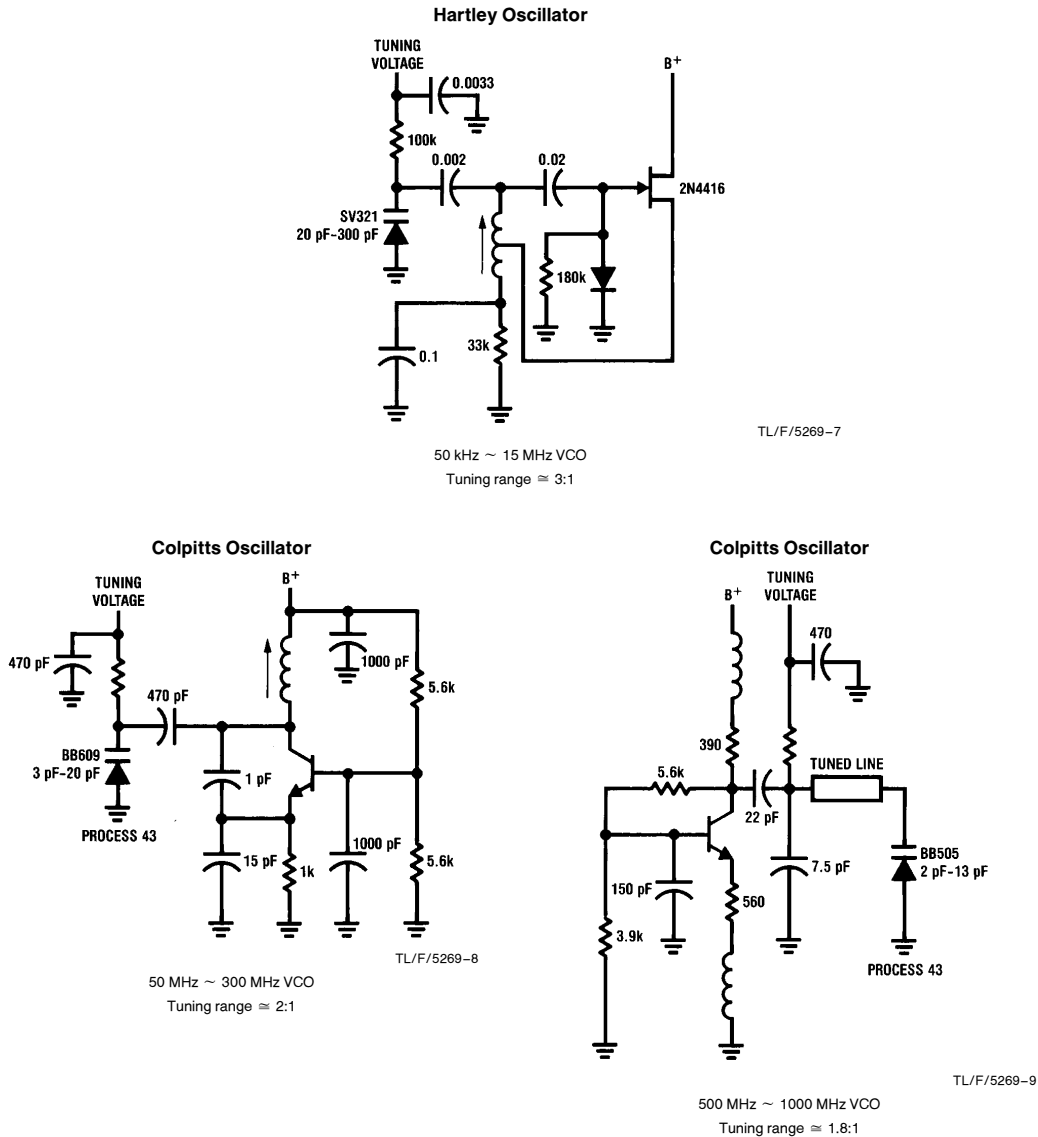 Hartley Oscillator
TUNING
VOLTAGE
B+
0.0033
100k
0.002
0.02
2N4416
SV321
20 pF-300 pF
180k
33k
0.1
TL/F/5269–7
50 kHz ~ 15 MHz VCO
Tuning range ≅ 3:1
Colpitts Oscillator
TUNING
VOLTAGE
B+
470 pF
1000 pF
5.6k
470 pF
BB609
3 pF-20 pF
1 pF
PROCESS 43
15 pF
1k
1000 pF
5.6k
TL/F/5269–8
50 MHz ~ 300 MHz VCO
Tuning range ≅ 2:1
Colpitts Oscillator
B+
TUNING
VOLTAGE
470
390
5.6k
TUNED LINE
22 pF
150 pF
7.5 pF
BB505
2 pF-13 pF
560
3.9k
PROCESS 43
TL/F/5269–9
500 MHz ~ 1000 MHz VCO
Tuning range ≅ 1.8:1